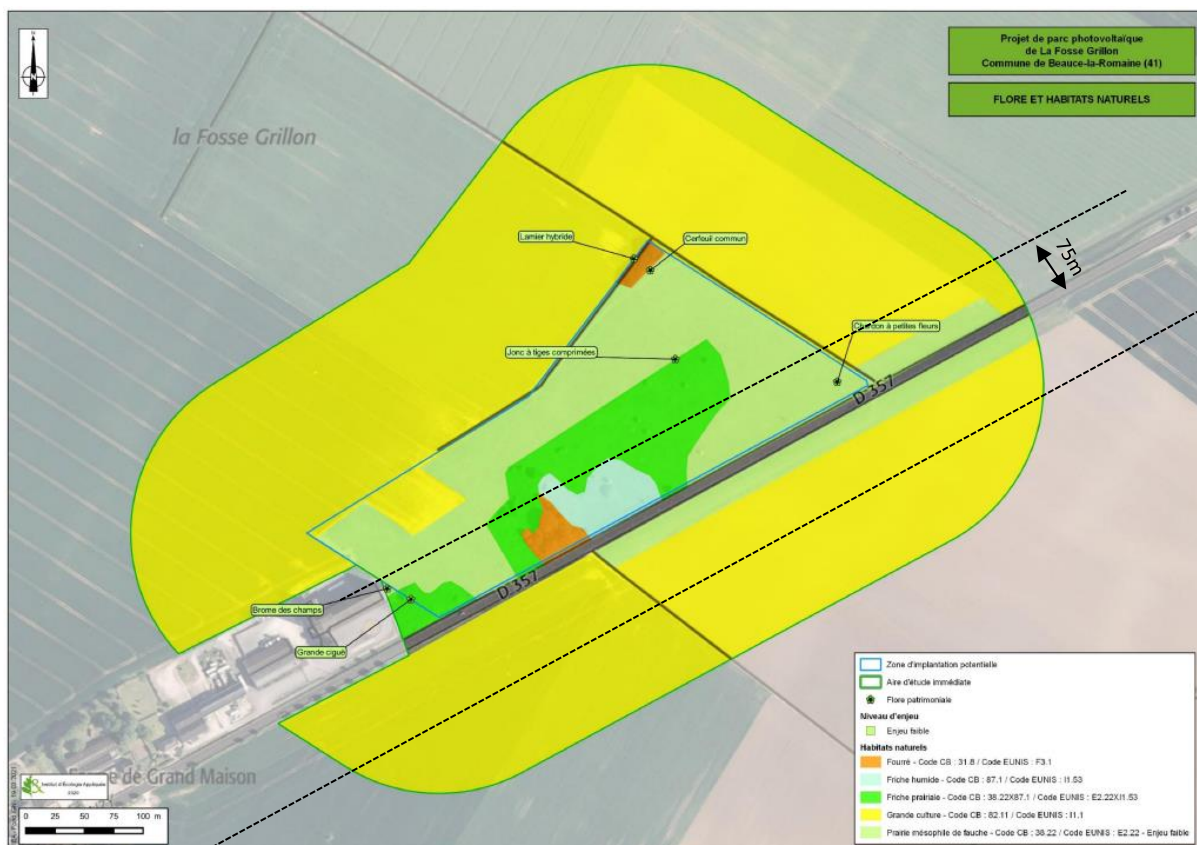 Projet de parc photovoltaïque
de La Fosse Grillon
Commune de Beauce-la-Romaine (41)
FLORE ET HABITATS NATURELS
N
la Fosse Grillon
Lamier hybride
Cerfeuil commun
75m
Chardon à petites fleurs
Jonc à tiges comprimées
D 357
D 357
Brome des champs
Grande ciguë
de Grand Maison
Institut d'Écologie Appliquée
2020
0 25 50 75 100 m
Zone d'implantation potentielle
Aire d'étude immédiate
Flore patrimoniale
Niveau d'enjeu
Enjeu faible
Habitats naturels
Fourré - Code CB : 31.8 / Code EUNIS : F3.1
Friche humide - Code CB : 87.1 / Code EUNIS : I1.53
Friche prairiale - Code CB : 38.22X87.1 / Code EUNIS : E2.22XI1.53
Grande culture - Code CB : 82.11 / Code EUNIS : I1.1
Prairie mésophile de fauche - Code CB : 38.22 / Code EUNIS : E2.22 - Enjeu faible